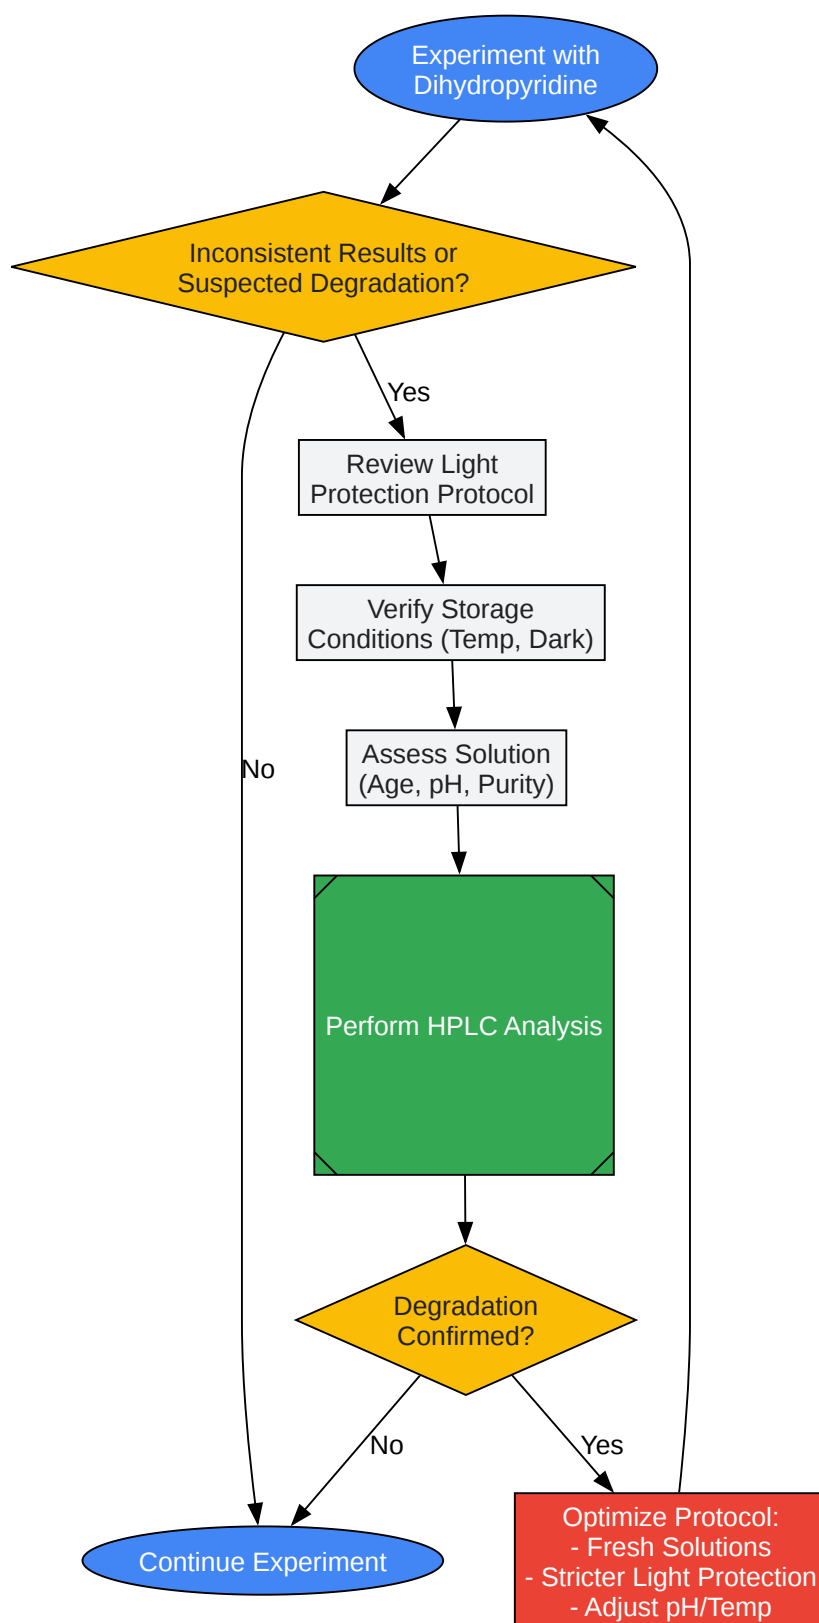 Experiment with
Dihydropyridine
Inconsistent Results or
Suspected Degradation?
Yes
Review Light
Protection Protocol
Verify Storage
Conditions (Temp, Dark)
Assess Solution
(Age, pH, Purity)
No
Perform HPLC Analysis
Degradation
Confirmed?
No
Yes
Optimize Protocol:
- Fresh Solutions
- Stricter Light Protection
- Adjust pH/Temp
Continue Experiment